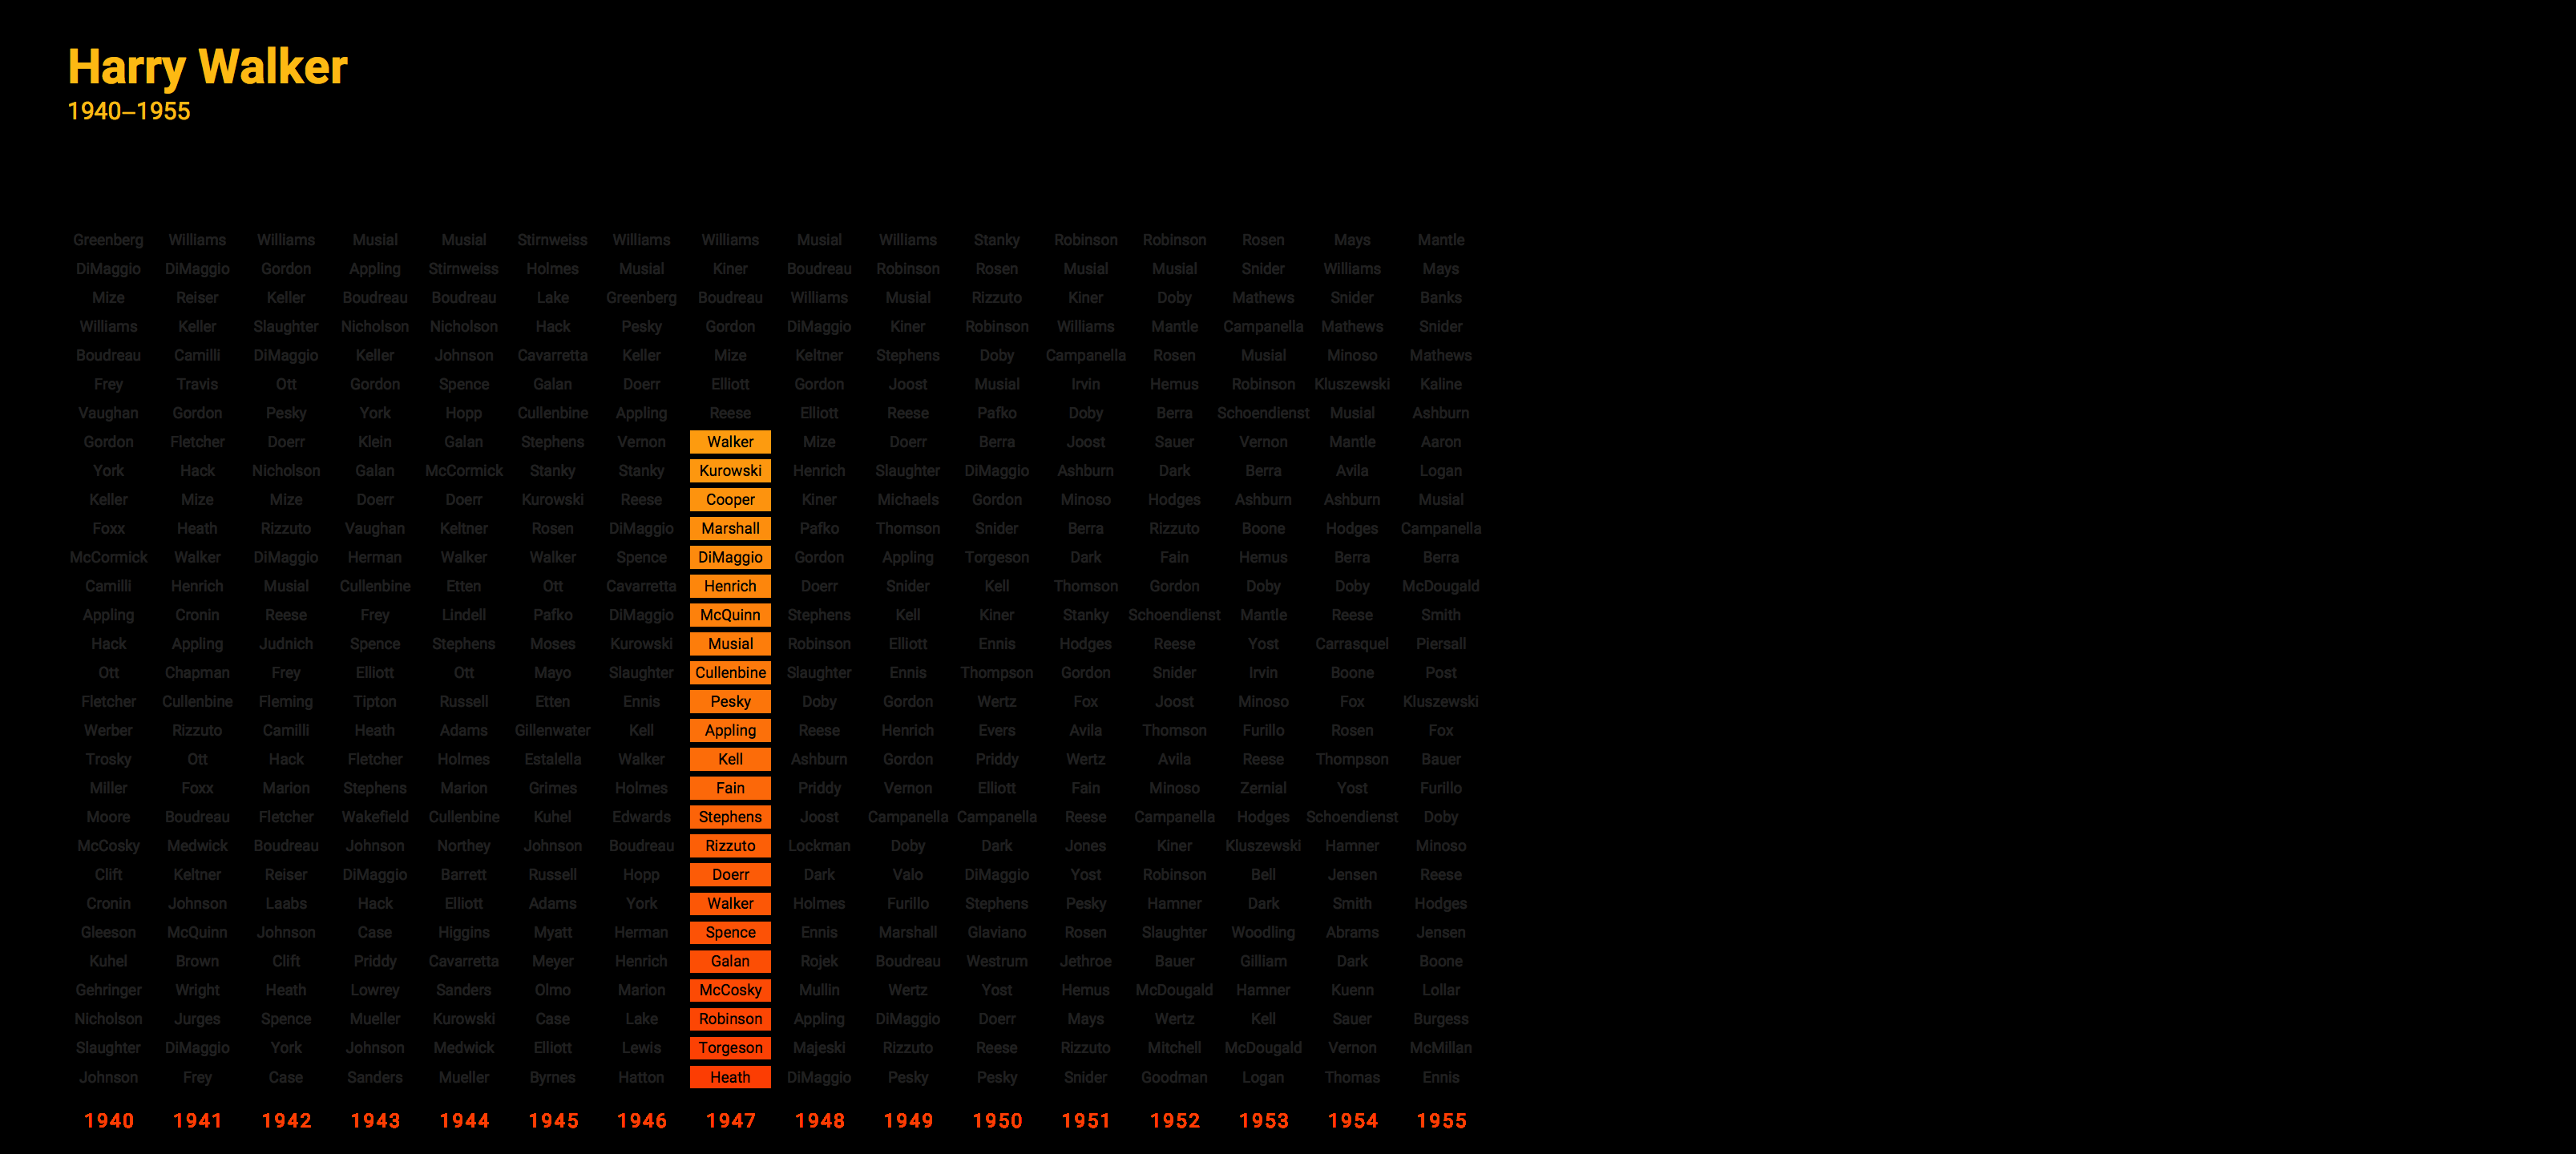 Harry Walker
1940–1955
Greenberg Williams Williams Musial Musial Stirnweiss Williams Williams Musial Williams Stanky Robinson Robinson Rosen Mays Mantle
DiMaggio DiMaggio Gordon Appling Stirnweiss Holmes Musial Kiner Boudreau Robinson Rosen Musial Musial Snider Williams Mays
Mize Reiser Keller Boudreau Boudreau Lake Greenberg Boudreau Williams Musial Rizzuto Kiner Doby Mathews Snider Banks
Williams Keller Slaughter Nicholson Nicholson Hack Pesky Gordon DiMaggio Kiner Robinson Williams Mantle Campanella Mathews Snider
Boudreau Camilli DiMaggio Keller Johnson Cavarretta Keller Mize Keltner Stephens Doby Campanella Rosen Musial Minoso Mathews
Frey Travis Ott Gordon Spence Galan Doerr Elliott Gordon Joost Musial Irvin Hemus Robinson Kluszewski Kaline
Vaughan Gordon Pesky York Hopp Cullenbine Appling Reese Elliott Reese Pafko Doby Berra Schoendienst Musial Ashburn
Gordon Fletcher Doerr Klein Galan Stephens Vernon Walker Mize Doerr Berra Joost Sauer Vernon Mantle Aaron
York Hack Nicholson Galan McCormick Stanky Stanky Kurowski Henrich Slaughter DiMaggio Ashburn Dark Berra Avila Logan
Keller Mize Mize Doerr Doerr Kurowski Reese Cooper Kiner Michaels Gordon Minoso Hodges Ashburn Ashburn Musial
Foxx Heath Rizzuto Vaughan Keltner Rosen DiMaggio Marshall Pafko Thomson Snider Berra Rizzuto Boone Hodges Campanella
McCormick Walker DiMaggio Herman Walker Walker Spence DiMaggio Gordon Appling Torgeson Dark Fain Hemus Berra Berra
Camilli Henrich Musial Cullenbine Etten Ott Cavarretta Henrich Doerr Snider Kell Thomson Gordon Doby Doby McDougald
Appling Cronin Reese Frey Lindell Pafko DiMaggio McQuinn Stephens Kell Kiner Stanky Schoendienst Mantle Reese Smith
Hack Appling Judnich Spence Stephens Moses Kurowski Musial Robinson Elliott Ennis Hodges Reese Yost Carrasquel Piersall
Ott Chapman Frey Elliott Ott Mayo Slaughter Cullenbine Slaughter Ennis Thompson Gordon Snider Irvin Boone Post
Fletcher Cullenbine Fleming Tipton Russell Etten Ennis Pesky Doby Gordon Wertz Fox Joost Minoso Fox Kluszewski
Werber Rizzuto Camilli Heath Adams Gillenwater Kell Appling Reese Henrich Evers Avila Thomson Furillo Rosen Fox
Trosky Ott Hack Fletcher Holmes Estalella Walker Kell Ashburn Gordon Priddy Wertz Avila Reese Thompson Bauer
Miller Foxx Marion Stephens Marion Grimes Holmes Fain Priddy Vernon Elliott Fain Minoso Zernial Yost Furillo
Moore Boudreau Fletcher Wakefield Cullenbine Kuhel Edwards Stephens Joost Campanella Campanella Reese Campanella Hodges Schoendienst Doby
McCosky Medwick Boudreau Johnson Northey Johnson Boudreau Rizzuto Lockman Doby Dark Jones Kiner Kluszewski Hamner Minoso
Clift Keltner Reiser DiMaggio Barrett Russell Hopp Doerr Dark Valo DiMaggio Yost Robinson Bell Jensen Reese
Cronin Johnson Laabs Hack Elliott Adams York Walker Holmes Furillo Stephens Pesky Hamner Dark Smith Hodges
Gleeson McQuinn Johnson Case Higgins Myatt Herman Spence Ennis Marshall Glaviano Rosen Slaughter Woodling Abrams Jensen
Kuhel Brown Clift Priddy Cavarretta Meyer Henrich Galan Rojek Boudreau Westrum Jethroe Bauer Gilliam Dark Boone
Gehringer Wright Heath Lowrey Sanders Olmo Marion McCosky Mullin Wertz Yost Hemus McDougald Hamner Kuenn Lollar
Nicholson Jurges Spence Mueller Kurowski Case Lake Robinson Appling DiMaggio Doerr Mays Wertz Kell Sauer Burgess
Slaughter DiMaggio York Johnson Medwick Elliott Lewis Torgeson Majeski Rizzuto Reese Rizzuto Mitchell McDougald Vernon McMillan
Johnson Frey Case Sanders Mueller Byrnes Hatton Heath DiMaggio Pesky Pesky Snider Goodman Logan Thomas Ennis
1940 1941 1942 1943 1944 1945 1946 1947 1948 1949 1950 1951 1952 1953 1954 1955